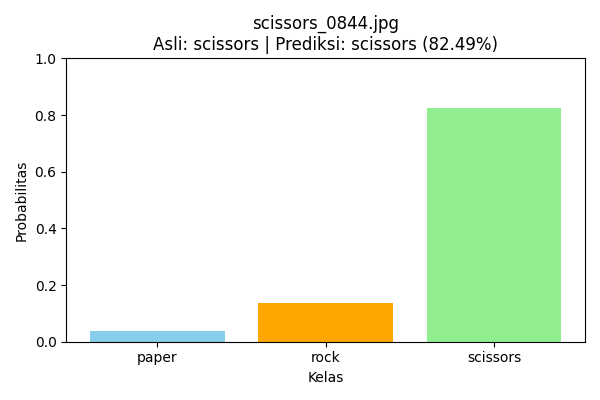 scissors_0844.jpg
Asli: scissors | Prediksi: scissors (82.49%)
1.0
0.8
0.6
0.4
0.2
0.0
Probabilitas
paper rock scissors
Kelas